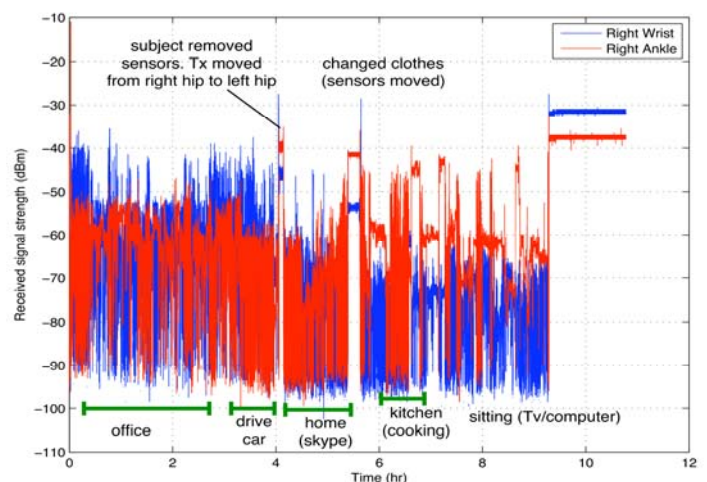 −10
−20
−30
−40
−50
−60
−70
−80
−90
−100
−110
Received signal strength (dBm)
subject removed
sensors. Tx moved
from right hip to left hip
changed clothes
(sensors moved)
Right Wrist
Right Ankle
office
drive
car
home
(skype)
kitchen
(cooking)
sitting (Tv/computer)
0
2
4
6
8
10
12
Time (hr)